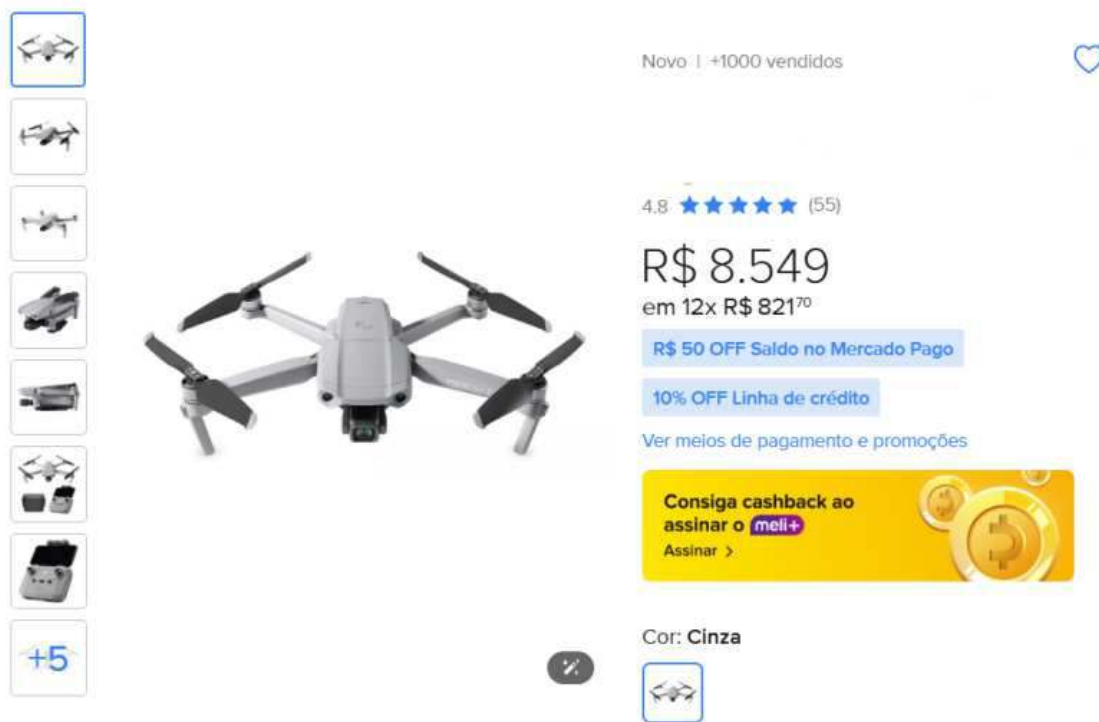 Novo | +1000 vendidos
4.8 (55)
R$ 8.549
em 12x R$ 821⁷⁰
R$ 50 OFF Saldo no Mercado Pago
10% OFF Linha de crédito
Ver meios de pagamento e promoções
Consiga cashback ao
assinar o meli+
Assinar >
Cor: Cinza
+5